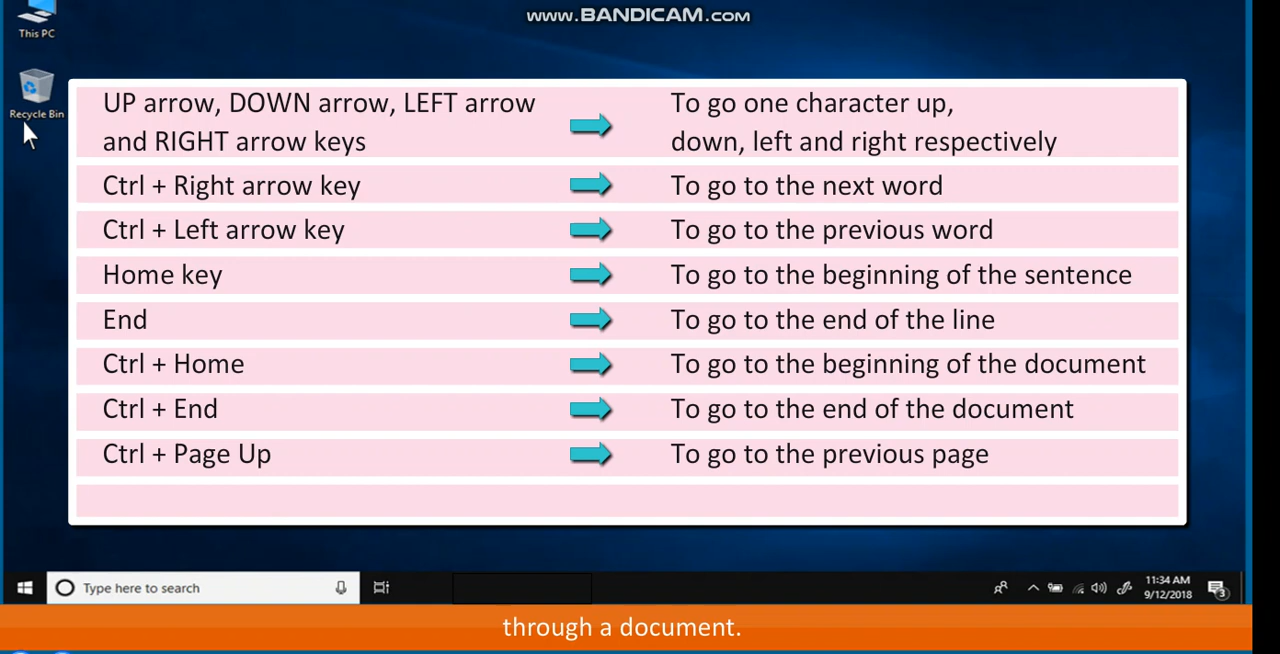 www.BANDICAM.com
This PC
Recycle Bin
UP arrow, DOWN arrow, LEFT arrow
and RIGHT arrow keys
To go one character up,
down, left and right respectively
Ctrl + Right arrow key
To go to the next word
Ctrl + Left arrow key
To go to the previous word
Home key
To go to the beginning of the sentence
End
To go to the end of the line
Ctrl + Home
To go to the beginning of the document
Ctrl + End
To go to the end of the document
Ctrl + Page Up
To go to the previous page
Type here to search
11:34 AM
9/12/2018
3
through a document.